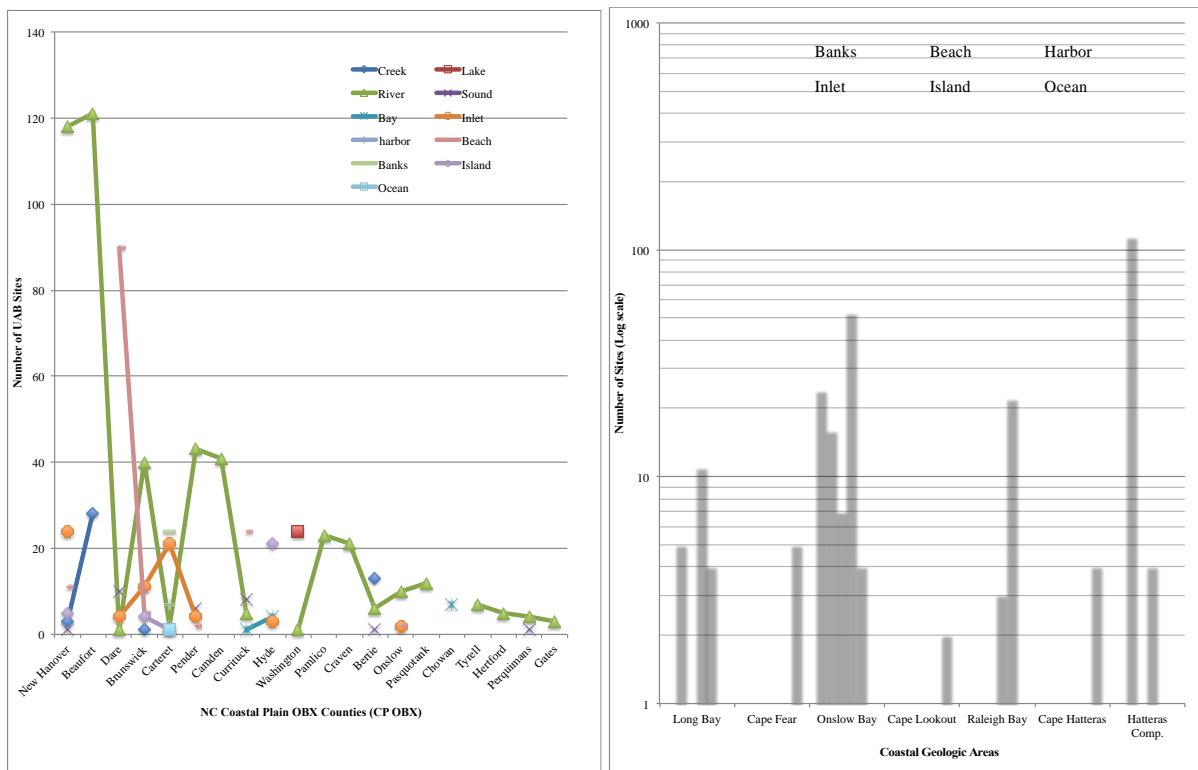 140
120
100
80
60
40
20
0
Number of UAB Sites
Creek Lake
River Sound
Bay Inlet
harbor Beach
Banks Island
Ocean
New Hanover
Beaufort
Dare
Brunswick
Carteret
Pender
Camden
Currituck
Hyde
Washington
Pamlico
Craven
Bertie
Onslow
Pasquotank
Chowan
Tyrell
Hertford
Perquimans
Gates
NC Coastal Plain OBX Counties (CP OBX)
1000
100
10
1
Number of Sites (Log scale)
Banks Beach Harbor
Inlet Island Ocean
Long Bay Cape Fear Onslow Bay Cape Lookout Raleigh Bay Cape Hatteras Hatteras
Comp.
Coastal Geologic Areas